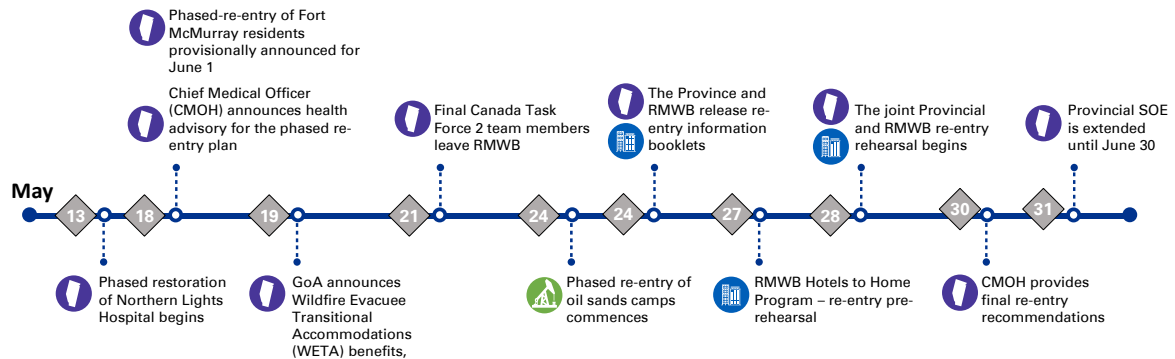 Phased-re-entry of Fort
McMurray residents
provisionally announced for
June 1
Chief Medical Officer
(CMOH) announces health
advisory for the phased re-
entry plan
Final Canada Task
Force 2 team members
leave RMWB
The Province and
RMWB release re-
entry information
booklets
The joint Provincial
and RMWB re-entry
rehearsal begins
Provincial SOE
is extended
until June 30
May
13
18
19
21
24
24
27
28
30
31
Phased restoration
of Northern Lights
Hospital begins
GoA announces
Wildfire Evacuee
Transitional
Accommodations
(WETA) benefits,
Phased re-entry of
oil sands camps
commences
RMWB Hotels to Home
Program – re-entry pre-
rehearsal
CMOH provides
final re-entry
recommendations